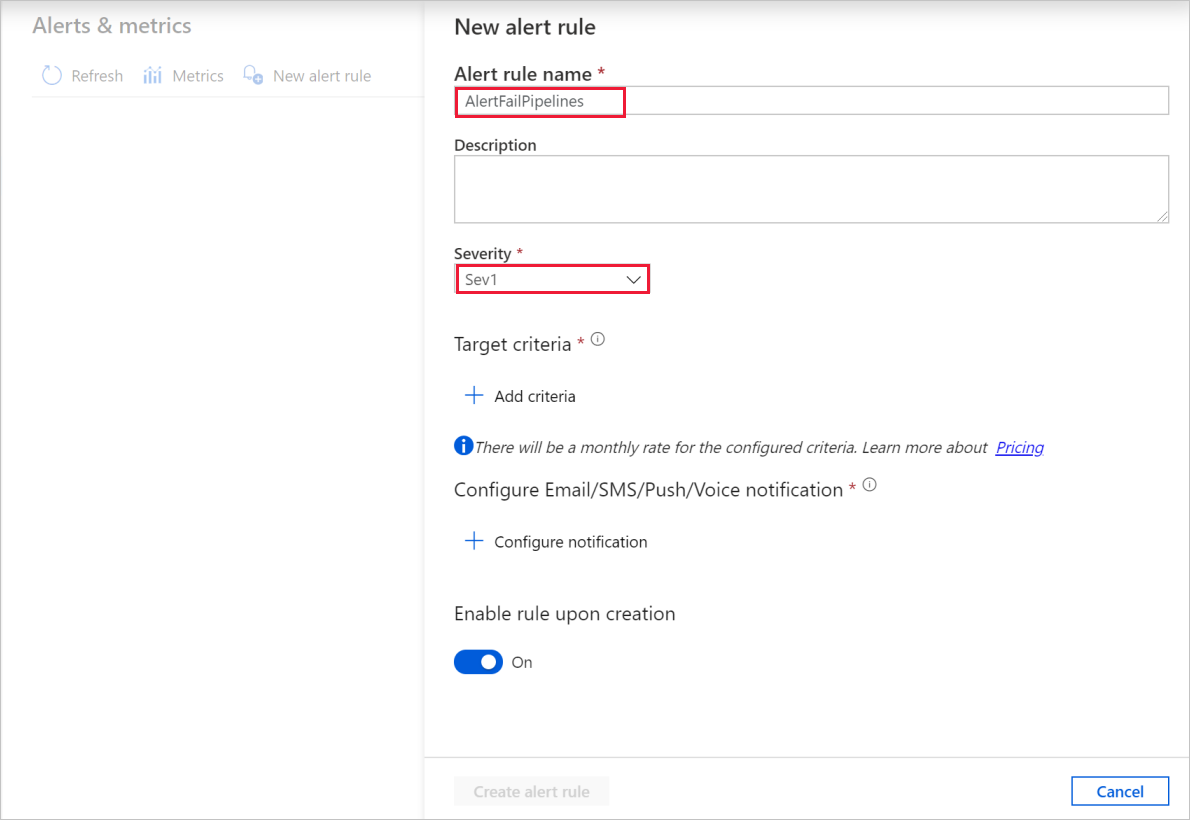 Alerts & metrics
Refresh Metrics New alert rule
New alert rule
Alert rule name *
AlertFailPipelines
Description
Severity *
Sev1
Target criteria *
Add criteria
There will be a monthly rate for the configured criteria. Learn more about Pricing
Configure Email/SMS/Push/Voice notification *
Configure notification
Enable rule upon creation
On
Create alert rule
Cancel